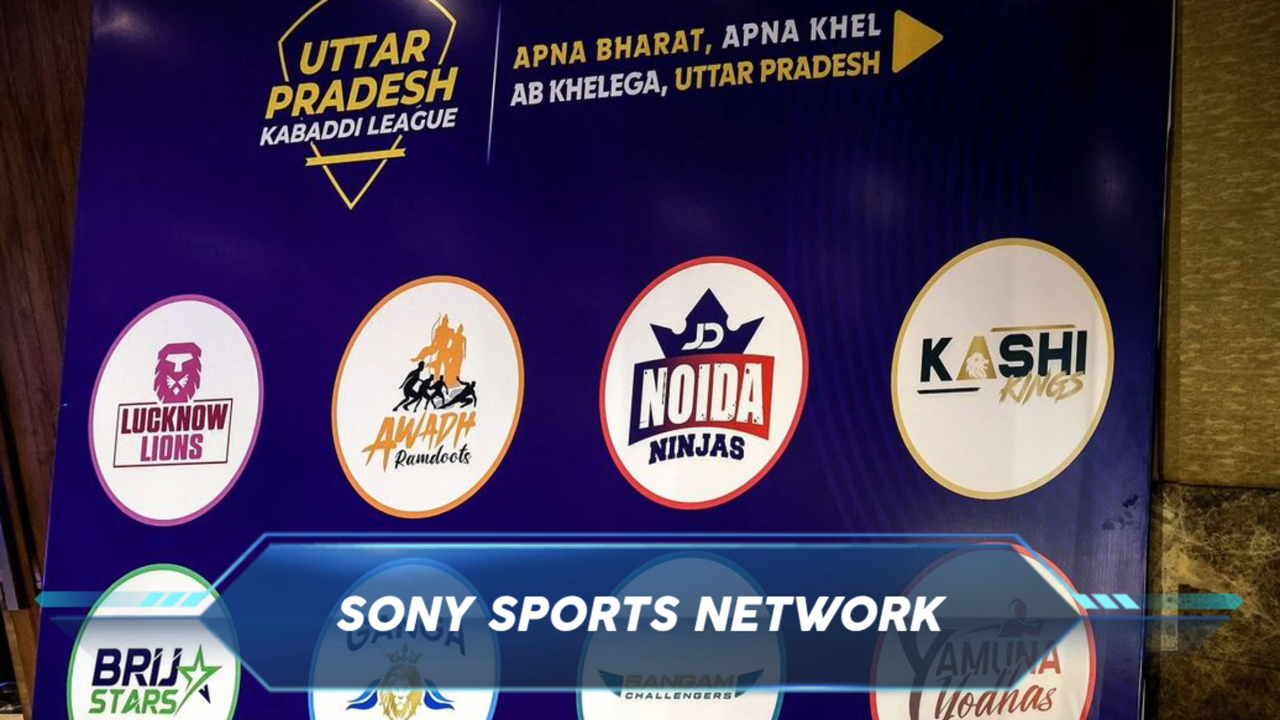 UTTAR
PRADESH
KABADDI LEAGUE
APNA BHARAT, APNA KHEL
AB KHELEGA, UTTAR PRADESH
LUCKNOW
LIONS
AWADH
Ramdoots
JD
NOIDA
NINJAS
KASHI
KINGS
BRIJ
STARS
GANGA
SANGAM
CHALLENGERS
YAMUNA
Yodhas
SONY SPORTS NETWORK